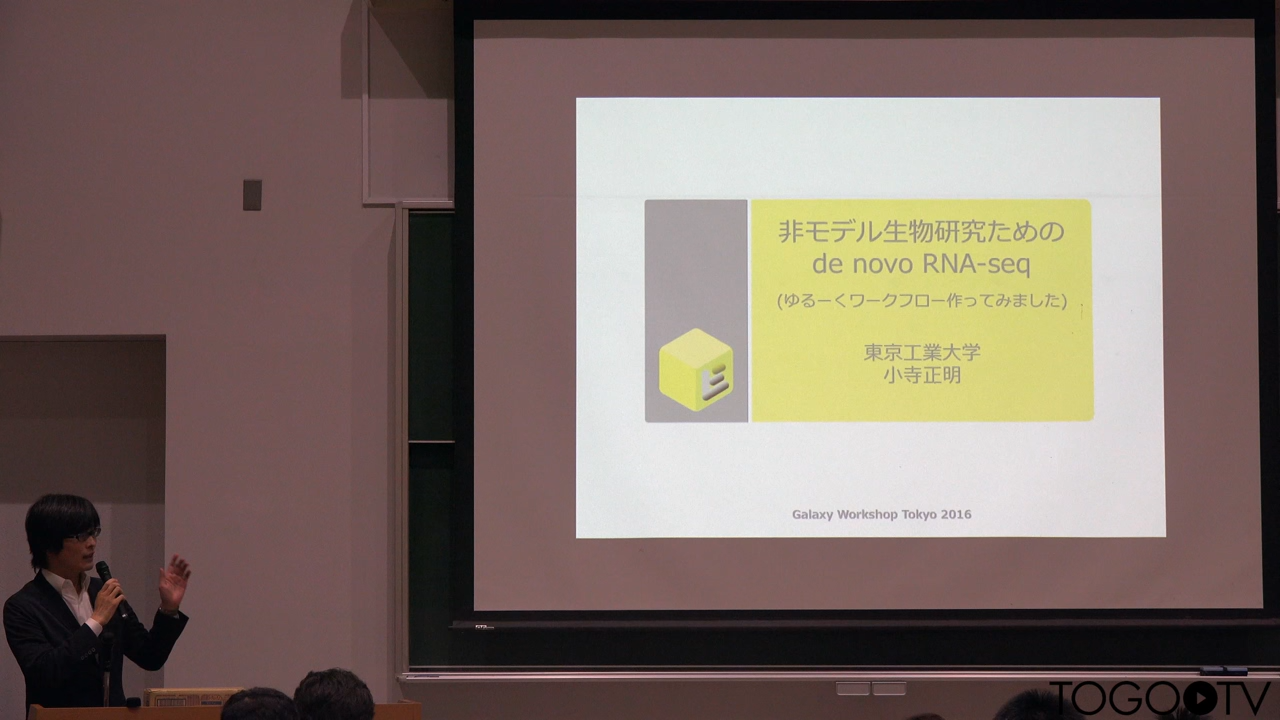 非モデル生物研究ための
de novo RNA-seq
(ゆるーくワークフロー作ってみました)
東京工業大学
小寺正明
Galaxy Workshop Tokyo 2016
TOGO TV